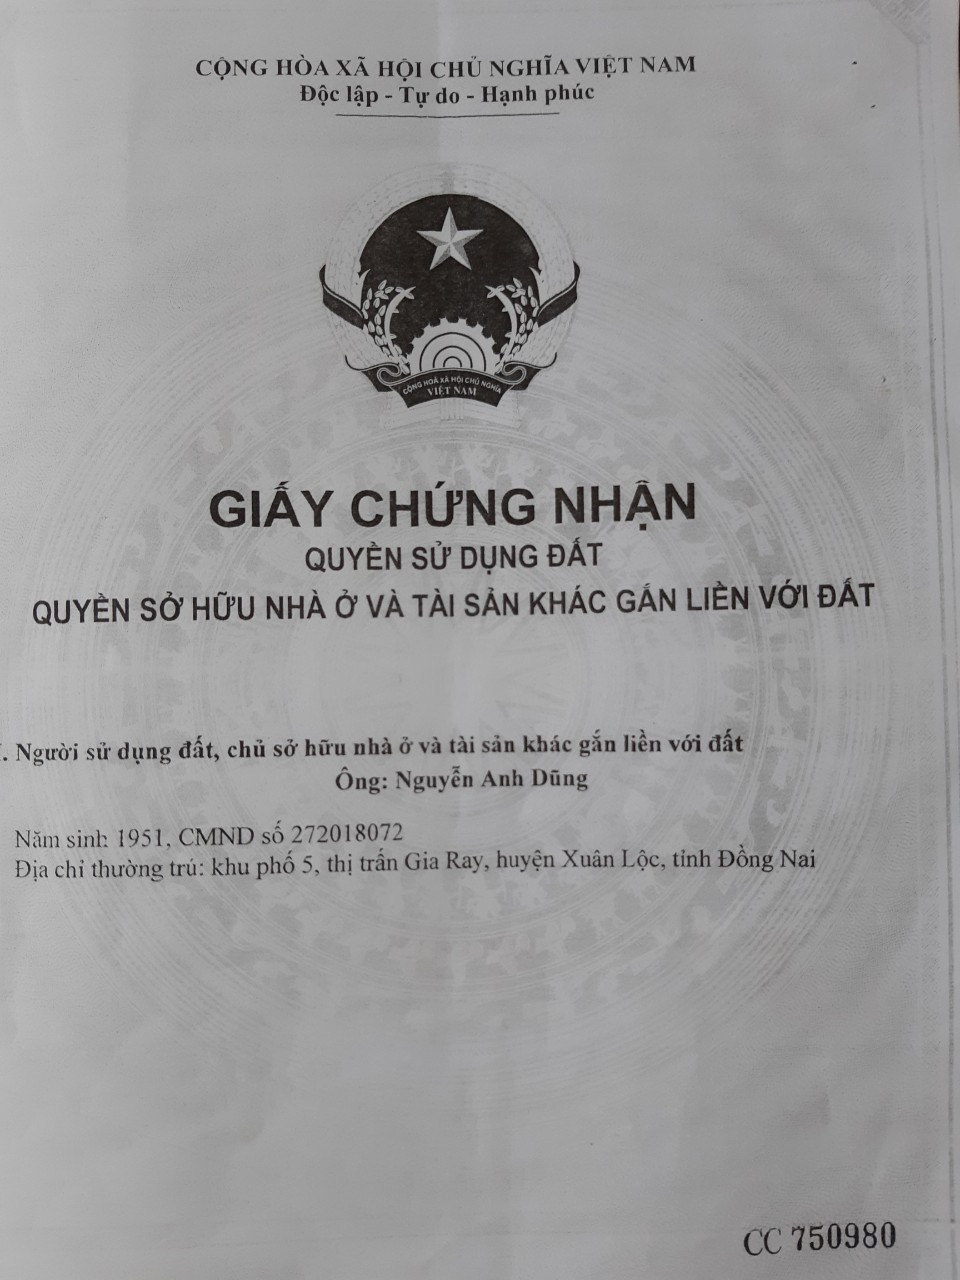 CỘNG HÒA XÃ HỘI CHỦ NGHĨA VIỆT NAM
Độc lập - Tự do - Hạnh phúc
CỘNG HOÀ XÃ HỘI CHỦ NGHĨA
VIỆT NAM
GIẤY CHỨNG NHẬN
QUYỀN SỬ DỤNG ĐẤT
QUYỀN SỞ HỮU NHÀ Ở VÀ TÀI SẢN KHÁC GẮN LIỀN VỚI ĐẤT
I. Người sử dụng đất, chủ sở hữu nhà ở và tài sản khác gắn liền với đất
Ông: Nguyễn Anh Dũng
Năm sinh 1951, CMND số 272018072
Địa chỉ thường trú: khu phố 5, thị trấn Gia Ray, huyện Xuân Lộc, tỉnh Đồng Nai
CC 750980